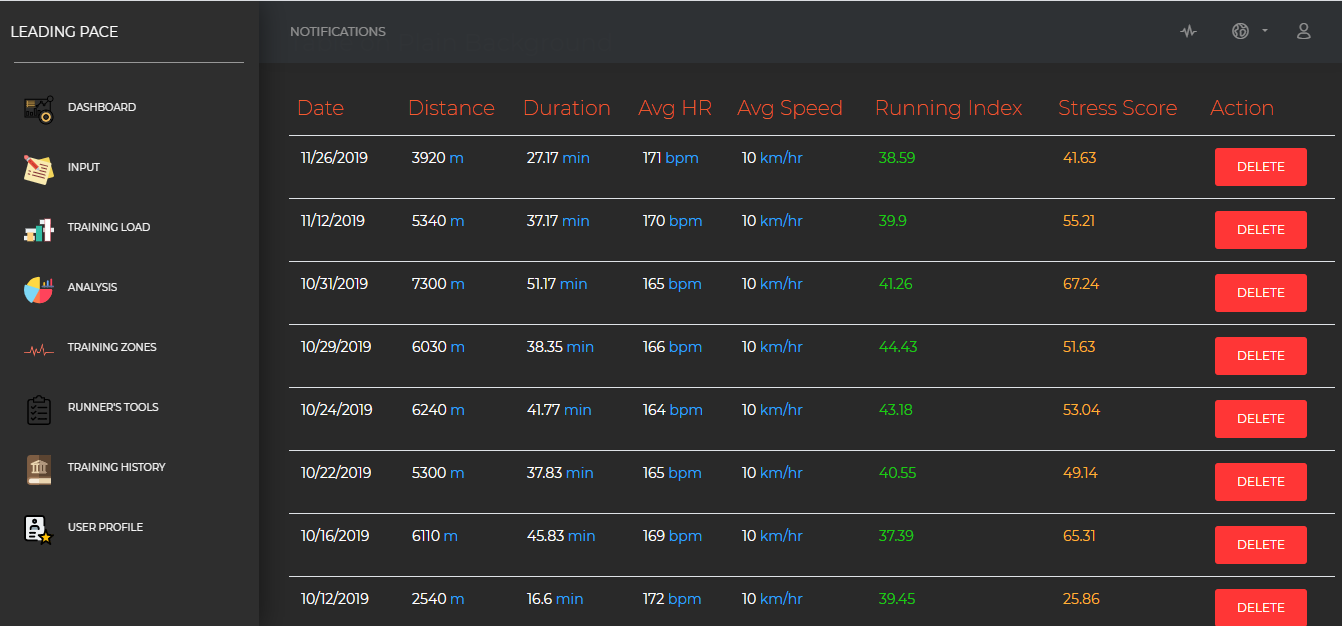 LEADING PACE
NOTIFICATIONS
DASHBOARD
INPUT
TRAINING LOAD
ANALYSIS
TRAINING ZONES
RUNNER'S TOOLS
TRAINING HISTORY
USER PROFILE
Date Distance Duration Avg HR Avg Speed Running Index Stress Score Action
11/26/2019 3920 m 27.17 min 171 bpm 10 km/hr 38.59 41.63 DELETE
11/12/2019 5340 m 37.17 min 170 bpm 10 km/hr 39.9 55.21 DELETE
10/31/2019 7300 m 51.17 min 165 bpm 10 km/hr 41.26 67.24 DELETE
10/29/2019 6030 m 38.35 min 166 bpm 10 km/hr 44.43 51.63 DELETE
10/24/2019 6240 m 41.77 min 164 bpm 10 km/hr 43.18 53.04 DELETE
10/22/2019 5300 m 37.83 min 165 bpm 10 km/hr 40.55 49.14 DELETE
10/16/2019 6110 m 45.83 min 169 bpm 10 km/hr 37.39 65.31 DELETE
10/12/2019 2540 m 16.6 min 172 bpm 10 km/hr 39.45 25.86 DELETE